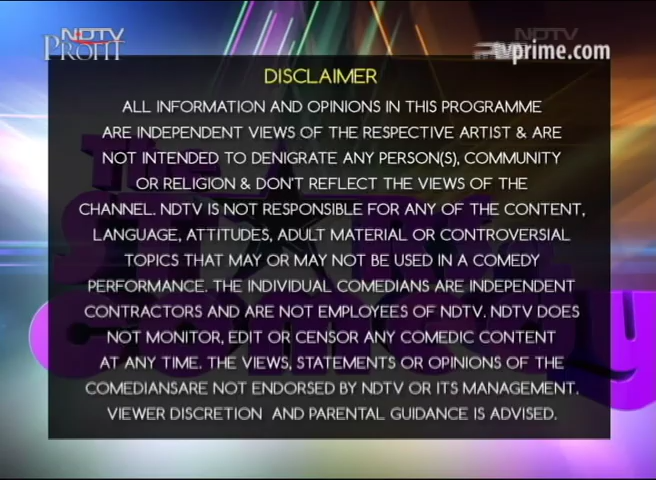 NDTV
PROFIT
NDTV
tvprime.com
DISCLAIMER
ALL INFORMATION AND OPINIONS IN THIS PROGRAMME
ARE INDEPENDENT VIEWS OF THE RESPECTIVE ARTIST & ARE
NOT INTENDED TO DENIGRATE ANY PERSON(S), COMMUNITY
OR RELIGION & DON'T REFLECT THE VIEWS OF THE
CHANNEL. NDTV IS NOT RESPONSIBLE FOR ANY OF THE CONTENT,
LANGUAGE, ATTITUDES, ADULT MATERIAL OR CONTROVERSIAL
TOPICS THAT MAY OR MAY NOT BE USED IN A COMEDY
PERFORMANCE. THE INDIVIDUAL COMEDIANS ARE INDEPENDENT
CONTRACTORS AND ARE NOT EMPLOYEES OF NDTV. NDTV DOES
NOT MONITOR, EDIT OR CENSOR ANY COMEDIC CONTENT
AT ANY TIME. THE VIEWS, STATEMENTS OR OPINIONS OF THE
COMEDIANSARE NOT ENDORSED BY NDTV OR ITS MANAGEMENT.
VIEWER DISCRETION AND PARENTAL GUIDANCE IS ADVISED.